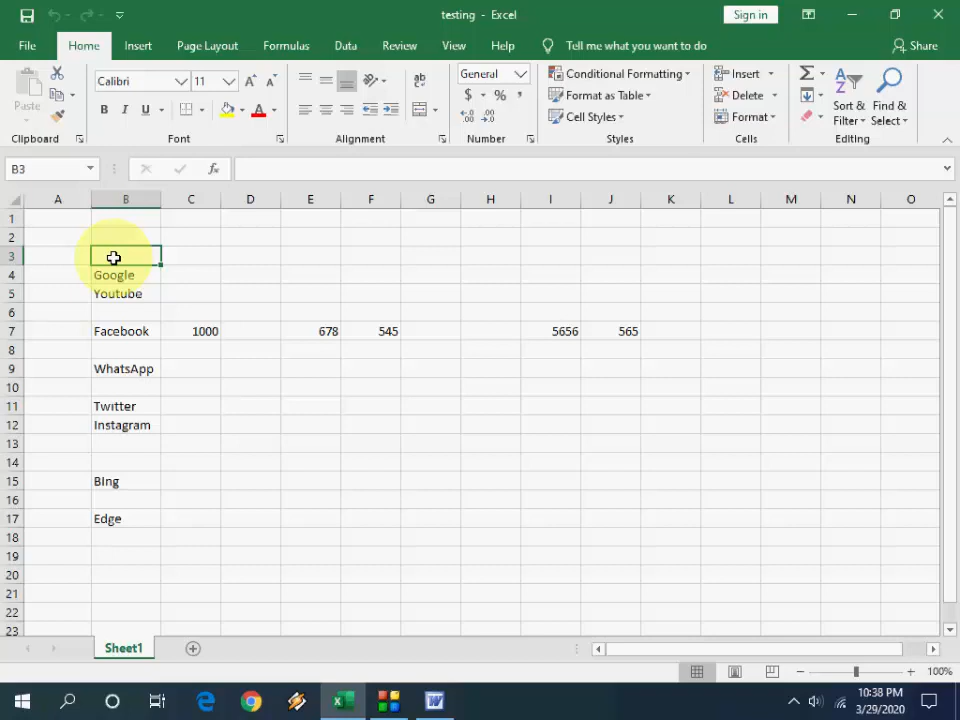 testing - Excel
Sign in
File Home Insert Page Layout Formulas Data Review View Help Tell me what you want to do Share
Paste
Calibri 11
B I U A
ab
General
$ % ,
Conditional Formatting
Format as Table
Cell Styles
Insert
Delete
Format
Sort & Filter
Find & Select
Clipboard Font Alignment Number Styles Cells Editing
B3 fx
A B C D E F G H I J K L M N O
1
2
3
4 Google
5 Youtube
6
7 Facebook 1000 678 545 5656 565
8
9 WhatsApp
10
11 Twitter
12 Instagram
13
14
15 BIng
16
17 Edge
18
19
20
21
22
23
Sheet1
100%
10:38 PM
3/29/2020